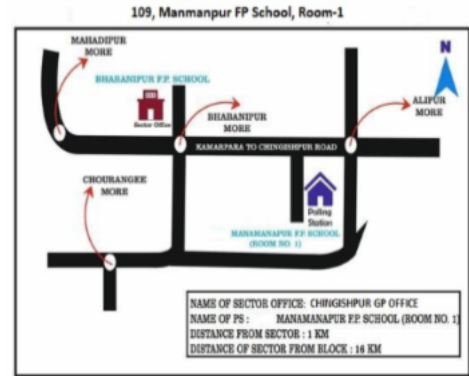 109, Manmanpur FP School, Room-1
MAHADIPUR
MORE
BHABANIPUR F.P. SCHOOL
N
Sector Office
BHABANIPUR
MORE
ALIPUR
MORE
KAMARPARA TO CHINGISHPUR ROAD
CHOURANGEE
MORE
Polling
Station
MANAMANAPUR F.P. SCHOOL
(ROOM NO. 1)
NAME OF SECTOR OFFICE: CHINGISHPUR GP OFFICE
NAME OF PS : MANAMANAPUR F.P. SCHOOL (ROOM NO. 1)
DISTANCE FROM SECTOR : 1 KM
DISTANCE OF SECTOR FROM BLOCK : 16 KM